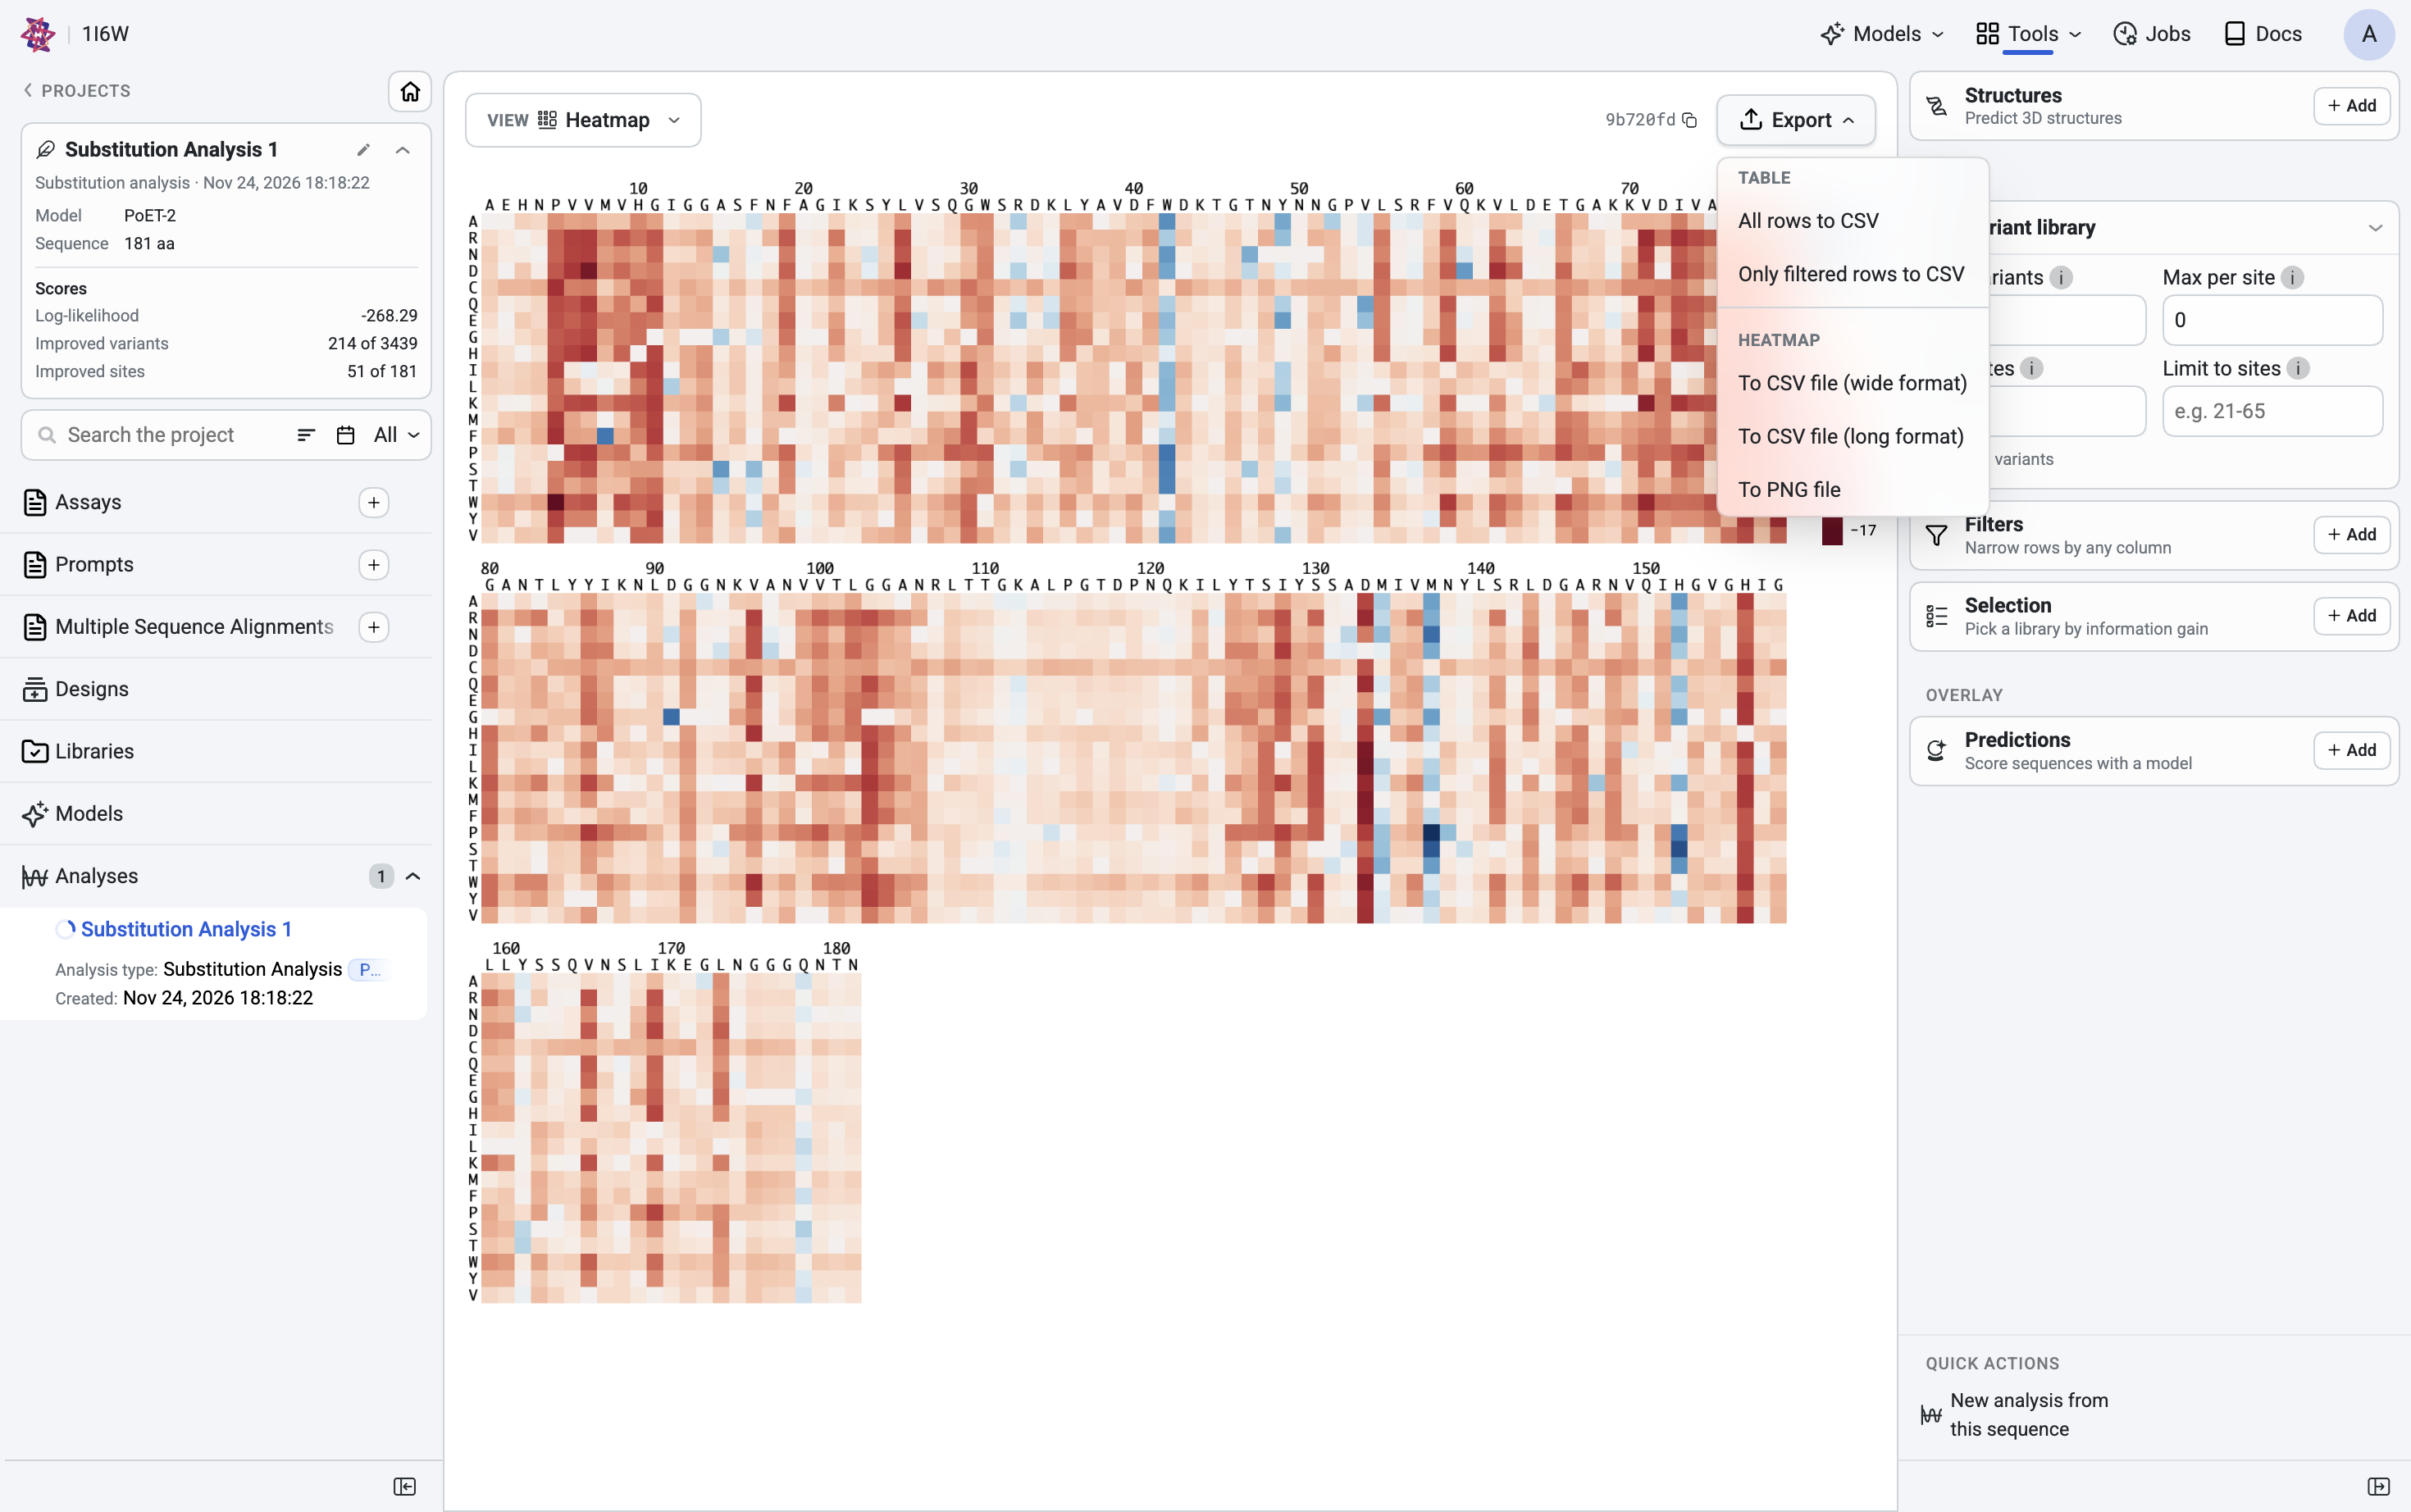 1I6W
Models
Tools
Jobs
Docs
A
PROJECTS
Substitution Analysis 1
Substitution analysis · Nov 24, 2026 18:18:22
Model PoET-2
Sequence 181 aa
Scores
Log-likelihood -268.29
Improved variants 214 of 3439
Improved sites 51 of 181
Search the project
All
Assays
Prompts
Multiple Sequence Alignments
Designs
Libraries
Models
Analyses 1
Substitution Analysis 1
Analysis type: Substitution Analysis P...
Created: Nov 24, 2026 18:18:22
VIEW Heatmap
9b720fd
Export
TABLE
All rows to CSV
Only filtered rows to CSV
HEATMAP
To CSV file (wide format)
To CSV file (long format)
To PNG file
10 20 30 40 50 60 70
A E H N P V V M V H G I G G A S F N F A G I K S Y L V S Q G W S R D K L Y A V D F W D K T G T N Y N N G P V L S R F V Q K V L D E T G A K K V D I V A
A
R
N
D
C
Q
E
G
H
I
L
K
M
F
P
S
T
W
Y
V
-17
80 90 100 110 120 130 140 150
G A N T L Y Y I K N L D G G N K V A N V V T L G G A N R L T T G K A L P G T D P N Q K I L Y T S I Y S S A D M I V M N Y L S R L D G A R N V Q I H G V G H I G
A
R
N
D
C
Q
E
G
H
I
L
K
M
F
P
S
T
W
Y
V
160 170 180
L L Y S S Q V N S L I K E G L N G G G Q N T N
A
R
N
D
C
Q
E
G
H
I
L
K
M
F
P
S
T
W
Y
V
Structures
Predict 3D structures
+ Add
riant library
riants
Max per site
0
tes
Limit to sites
e.g. 21-65
variants
Filters
Narrow rows by any column
+ Add
Selection
Pick a library by information gain
+ Add
OVERLAY
Predictions
Score sequences with a model
+ Add
QUICK ACTIONS
New analysis from
this sequence